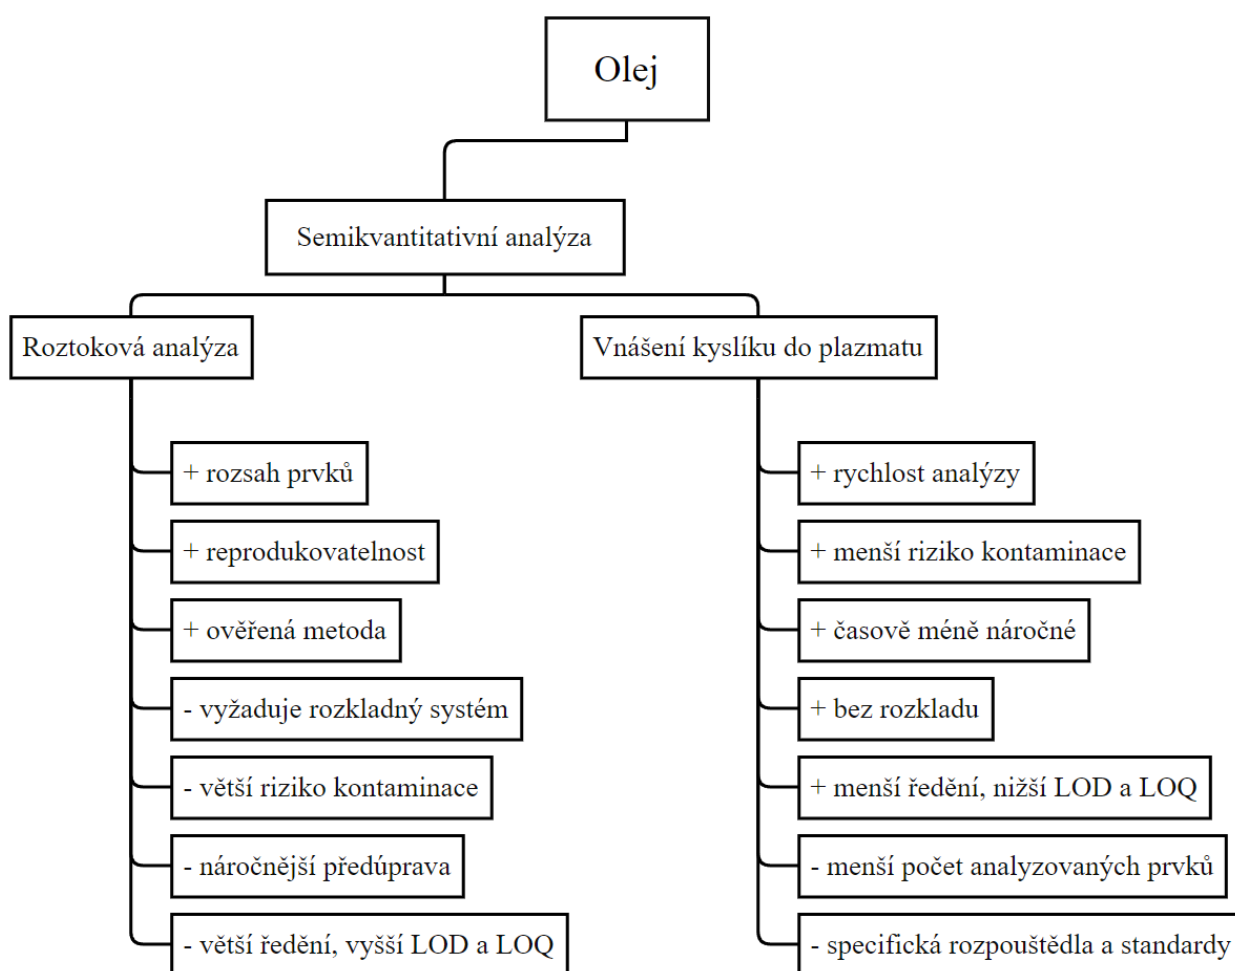 Olej
Semikvantitativní analýza
Roztoková analýza
+ rozsah prvků
+ reprodukovatelnost
+ ověřená metoda
- vyžaduje rozkladný systém
- větší riziko kontaminace
- náročnější předúprava
- větší ředění, vyšší LOD a LOQ
Vnášení kyslíku do plazmatu
+ rychlost analýzy
+ menší riziko kontaminace
+ časově méně náročné
+ bez rozkladu
+ menší ředění, nižší LOD a LOQ
- menší počet analyzovaných prvků
- specifická rozpouštědla a standardy